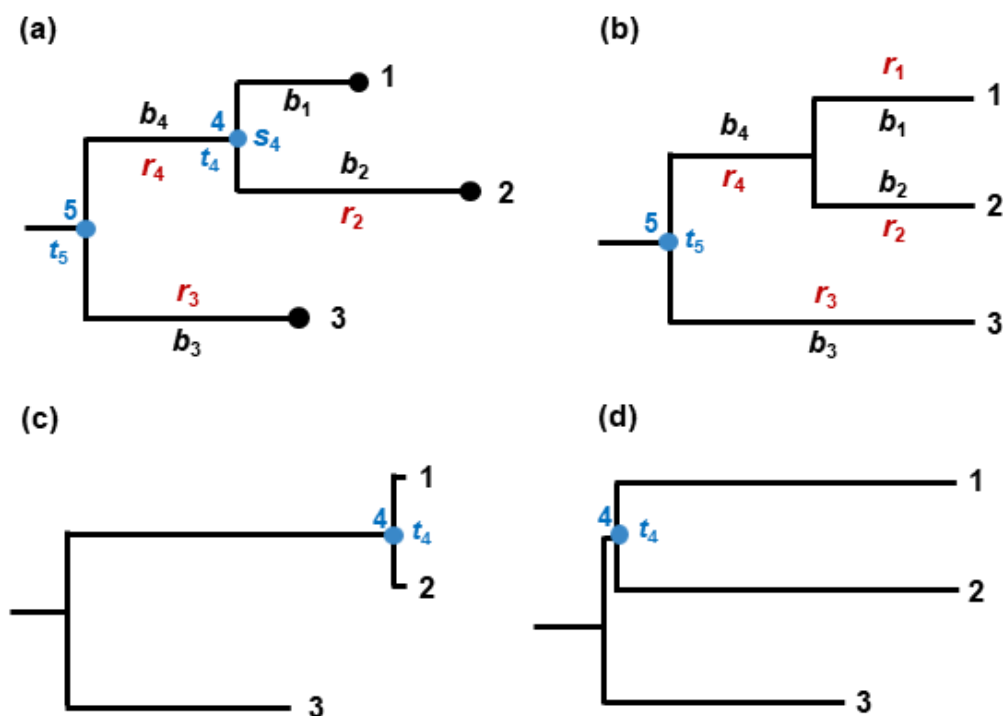 (a)
1
b₁
b₄
4
s₄
t₄
r₄
b₂
2
r₂
5
t₅
r₃
3
b₃
(b)
r₁
1
b₁
b₄
r₄
b₂
2
r₂
5
t₅
r₃
3
b₃
(c)
1
4
t₄
2
3
(d)
1
4
t₄
2
3